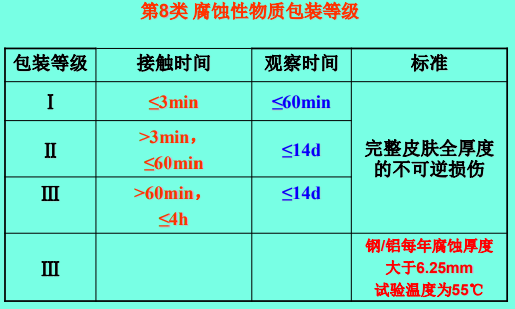 第8类 腐蚀性物质包装等级
包装等级 接触时间 观察时间 标准
Ⅰ ≤3min ≤60min
Ⅱ >3min，
≤60min ≤14d
完整皮肤全厚度
的不可逆损伤
Ⅲ >60min，
≤4h ≤14d
Ⅲ
钢/铝每年腐蚀厚度
大于6.25mm
试验温度为55℃